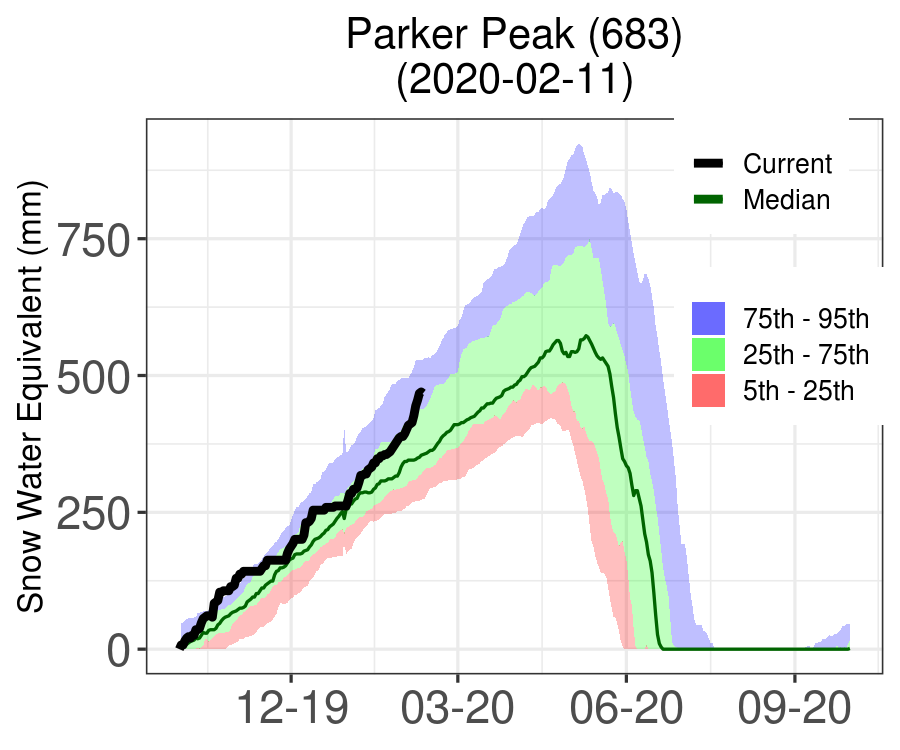 Parker Peak (683)
(2020-02-11)
Snow Water Equivalent (mm)
750
500
250
0
12-19
03-20
06-20
09-20
Current
Median
75th - 95th
25th - 75th
5th - 25th